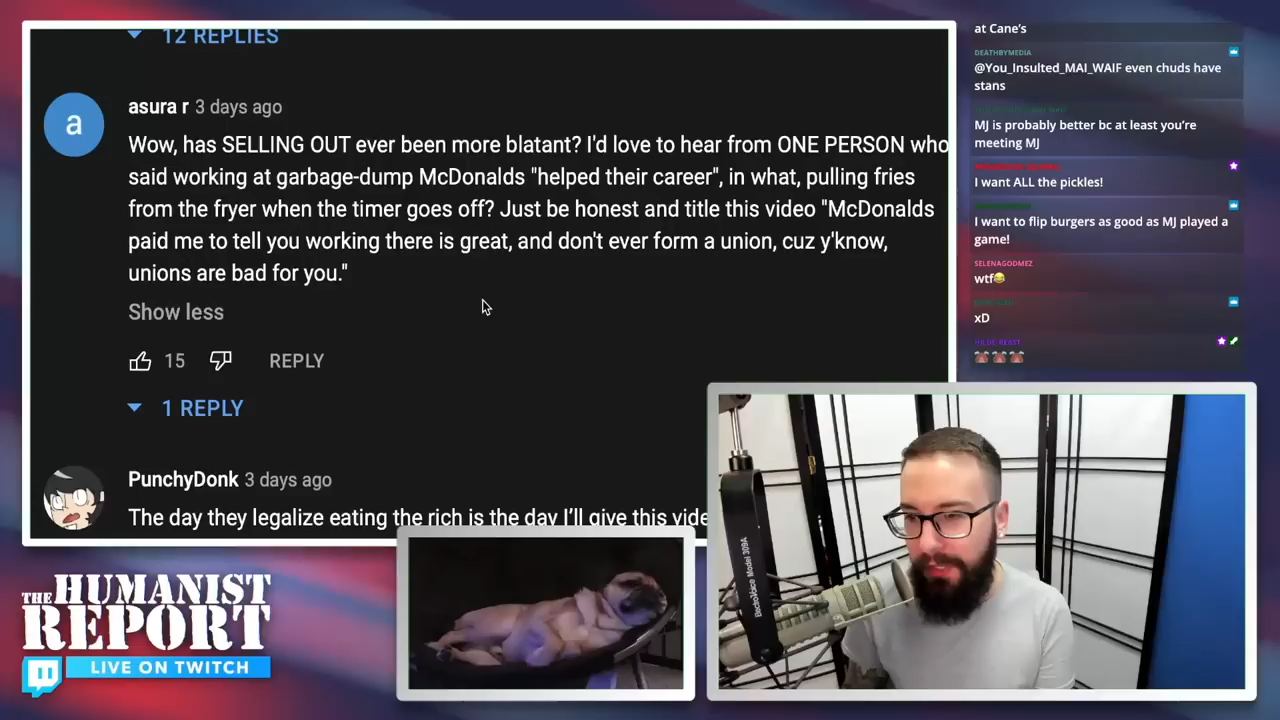 12 REPLIES
a
asura r 3 days ago
Wow, has SELLING OUT ever been more blatant? I'd love to hear from ONE PERSON who
said working at garbage-dump McDonalds "helped their career", in what, pulling fries
from the fryer when the timer goes off? Just be honest and title this video "McDonalds
paid me to tell you working there is great, and don't ever form a union, cuz y'know,
unions are bad for you."
Show less
15 REPLY
1 REPLY
PunchyDonk 3 days ago
The day they legalize eating the rich is the day I'll give this vide
at Cane's
DEATHBYMEDIA
@You_Insulted_MAI_WAIF even chuds have
stans
MJ is probably better bc at least you're
meeting MJ
I want ALL the pickles!
I want to flip burgers as good as MJ played a
game!
SELENAGODMEZ
wtf😂
xD
THE HUMANIST
REPORT
LIVE ON TWITCH
Electro-Voice Model 309A